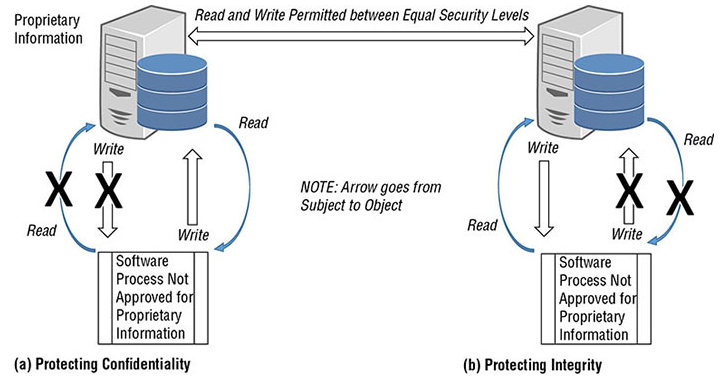 Proprietary
Information
Read and Write Permitted between Equal Security Levels
Read
Write
X
X
Read
Write
NOTE: Arrow goes from
Subject to Object
Software
Process Not
Approved for
Proprietary
Information
(a) Protecting Confidentiality
Write
Read
X
X
Read
Write
Software
Process Not
Approved for
Proprietary
Information
(b) Protecting Integrity